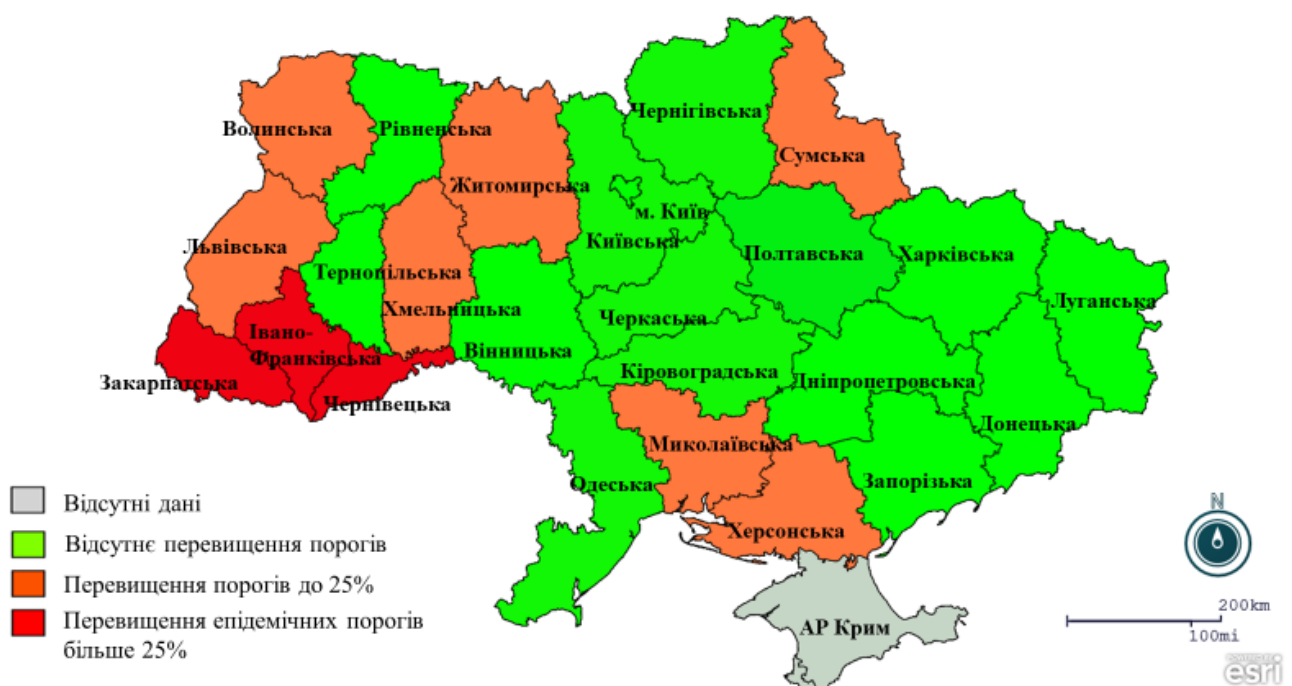 Чернігівська
Волинська
Рівненська
Сумська
Житомирська
м. Київ
Київська
Львівська
Полтавська
Харківська
Тернопільська
Луганська
Хмельницька
Черкаська
Івано-
Франківська
Вінницька
Кіровоградська
Дніпропетровська
Закарпатська
Чернівецька
Донецька
Миколаївська
Одеська
Запорізька
Херсонська
АР Крим
Відсутні дані
Відсутнє перевищення порогів
Перевищення порогів до 25%
Перевищення епідемічних порогів
більше 25%
N
200km
100mi
POWERED BY
esri